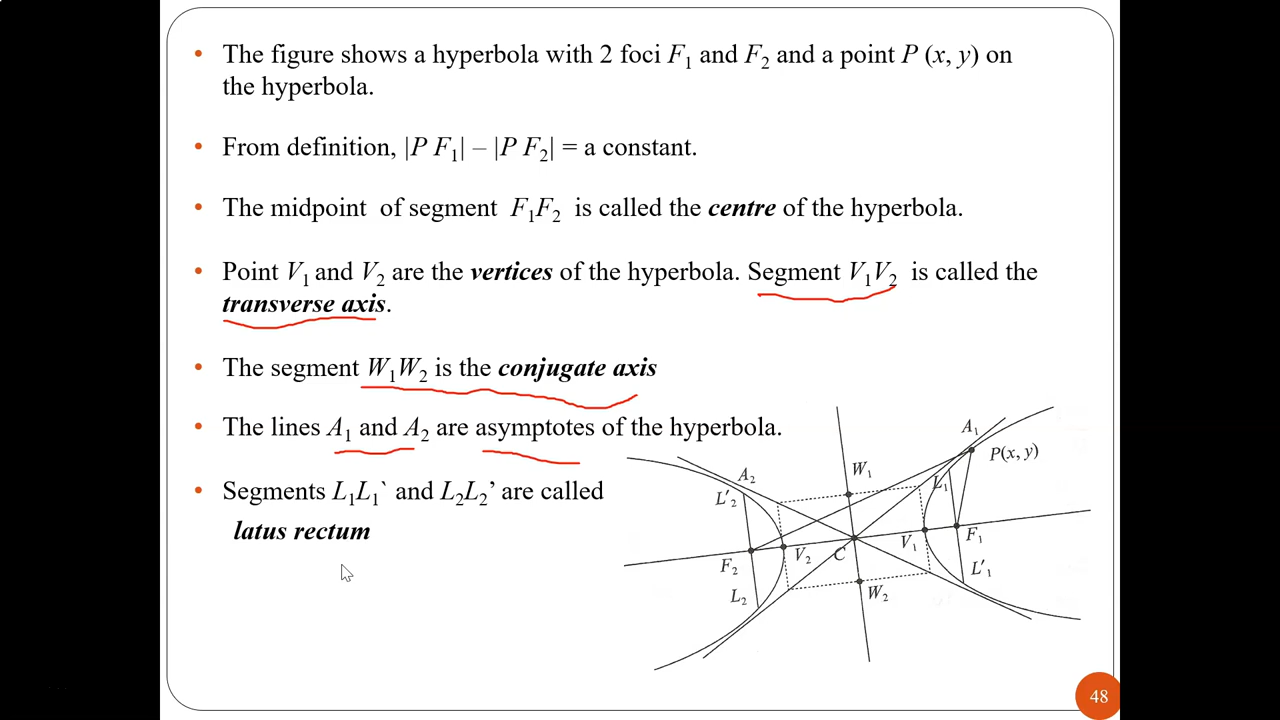 • The figure shows a hyperbola with 2 foci F₁ and F₂ and a point P (x, y) on
the hyperbola.
• From definition, |P F₁| – |P F₂| = a constant.
• The midpoint of segment F₁F₂ is called the centre of the hyperbola.
• Point V₁ and V₂ are the vertices of the hyperbola. Segment V₁V₂ is called the
transverse axis.
• The segment W₁W₂ is the conjugate axis
• The lines A₁ and A₂ are asymptotes of the hyperbola.
• Segments L₁L₁` and L₂L₂’ are called
latus rectum
A₁
P(x, y)
W₁
A₂
L₁
L'₂
F₁
V₁
C
V₂
F₂
L'₁
L₂
W₂
48